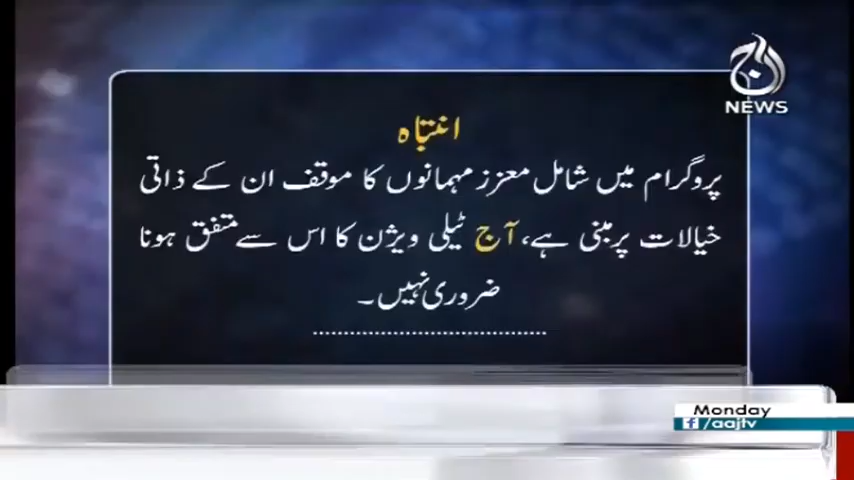 آج
NEWS
انتباہ
پروگرام میں شامل معزز مہمانوں کا موقف ان کے ذاتی
خیالات پر مبنی ہے، آج ٹیلی ویژن کا اس سے متفق ہونا
ضروری نہیں۔
Monday
f /aajtv